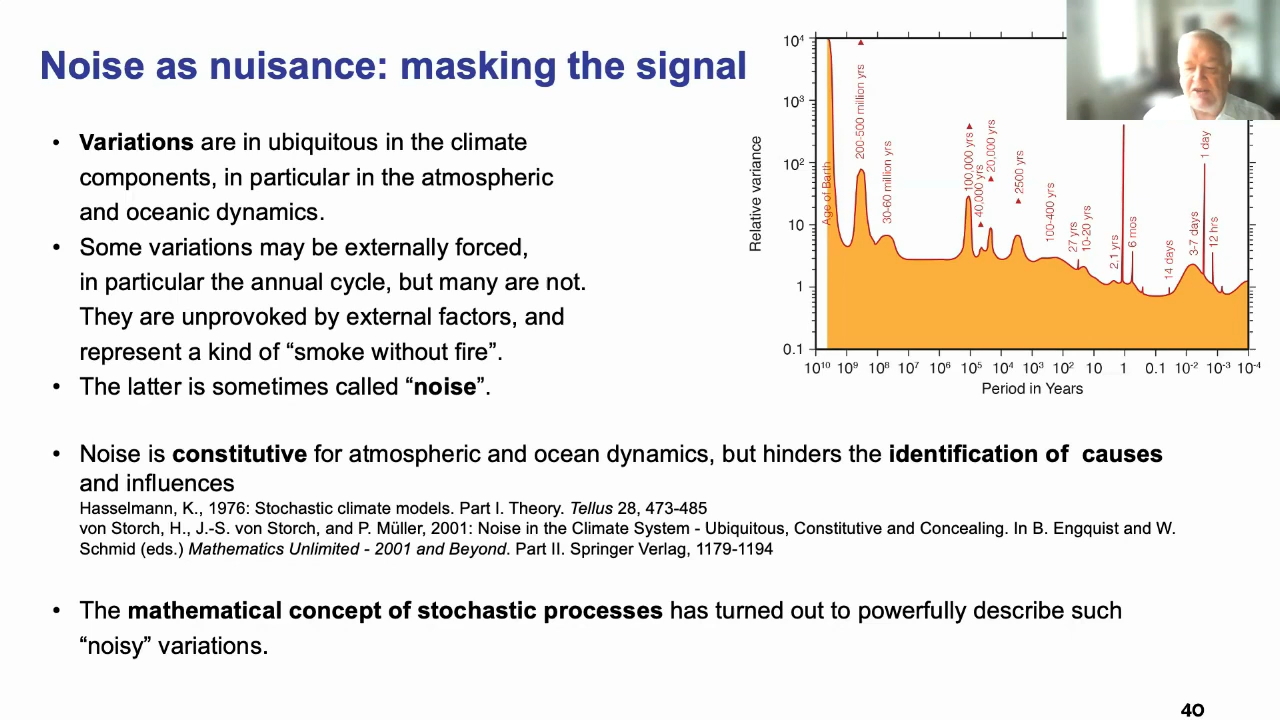 Noise as nuisance: masking the signal
• Variations are in ubiquitous in the climate
components, in particular in the atmospheric
and oceanic dynamics.
• Some variations may be externally forced,
in particular the annual cycle, but many are not.
They are unprovoked by external factors, and
represent a kind of “smoke without fire”.
• The latter is sometimes called “noise”.
• Noise is constitutive for atmospheric and ocean dynamics, but hinders the identification of  causes
and influences
Hasselmann, K., 1976: Stochastic climate models. Part I. Theory. Tellus 28, 473-485
von Storch, H., J.-S. von Storch, and P. Müller, 2001: Noise in the Climate System - Ubiquitous, Constitutive and Concealing. In B. Engquist and W.
Schmid (eds.) Mathematics Unlimited - 2001 and Beyond. Part II. Springer Verlag, 1179-1194
• The mathematical concept of stochastic processes has turned out to powerfully describe such
“noisy” variations.
Relative variance
10⁴
10³
10²
10
1
0.1
Age of Earth
200-500 million yrs
30-60 million yrs
100,000 yrs
40,000 yrs
20,000 yrs
2500 yrs
100-400 yrs
27 yrs
10-20 yrs
2,1 yrs
6 mos
14 days
3-7 days
1 day
12 hrs
10¹⁰ 10⁹ 10⁸ 10⁷ 10⁶ 10⁵ 10⁴ 10³ 10² 10 1 0.1 10⁻² 10⁻³ 10⁻⁴
Period in Years
40